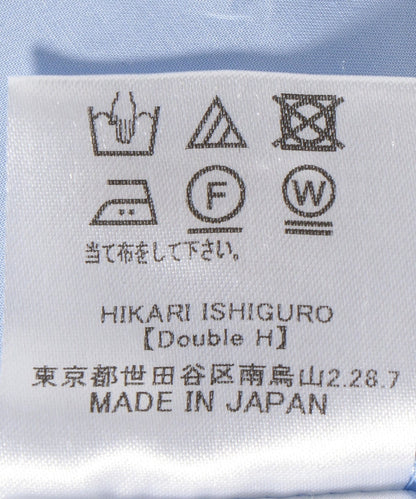 F W
当て布をして下さい。
HIKARI ISHIGURO
【Double H】
東京都世田谷区南烏山2.28.7
MADE IN JAPAN